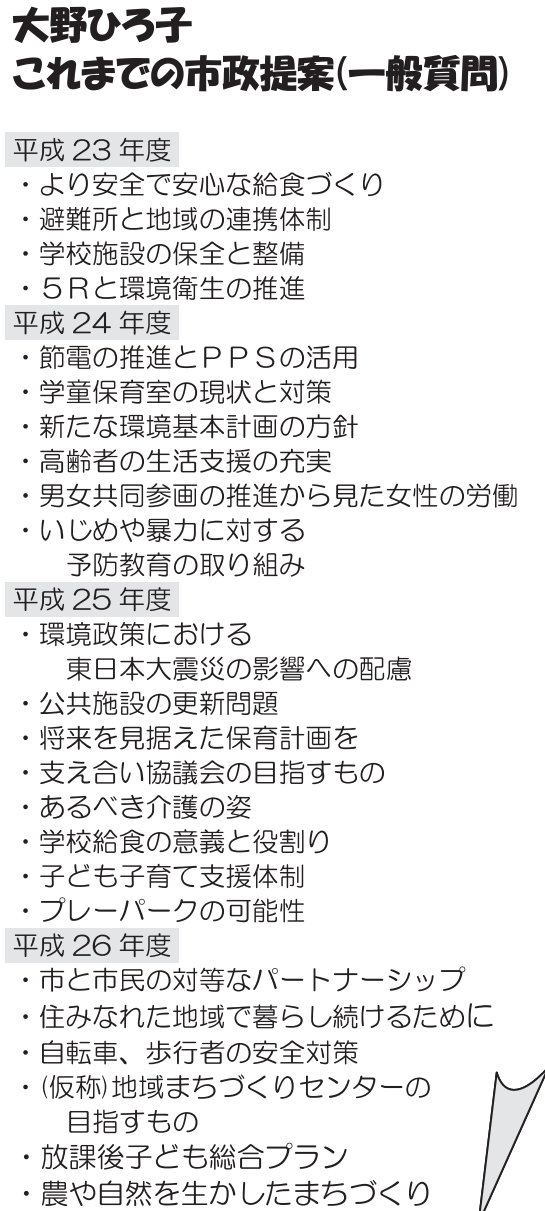 大野ひろ子
これまでの市政提案(一般質問)
平成 23 年度
・より安全で安心な給食づくり
・避難所と地域の連携体制
・学校施設の保全と整備
・５Ｒと環境衛生の推進
平成 24 年度
・節電の推進とＰＰＳの活用
・学童保育室の現状と対策
・新たな環境基本計画の方針
・高齢者の生活支援の充実
・男女共同参画の推進から見た女性の労働
・いじめや暴力に対する
予防教育の取り組み
平成 25 年度
・環境政策における
東日本大震災の影響への配慮
・公共施設の更新問題
・将来を見据えた保育計画を
・支え合い協議会の目指すもの
・あるべき介護の姿
・学校給食の意義と役割り
・子ども子育て支援体制
・プレーパークの可能性
平成 26 年度
・市と市民の対等なパートナーシップ
・住みなれた地域で暮らし続けるために
・自転車、歩行者の安全対策
・(仮称)地域まちづくりセンターの
目指すもの
・放課後子ども総合プラン
・農や自然を生かしたまちづくり